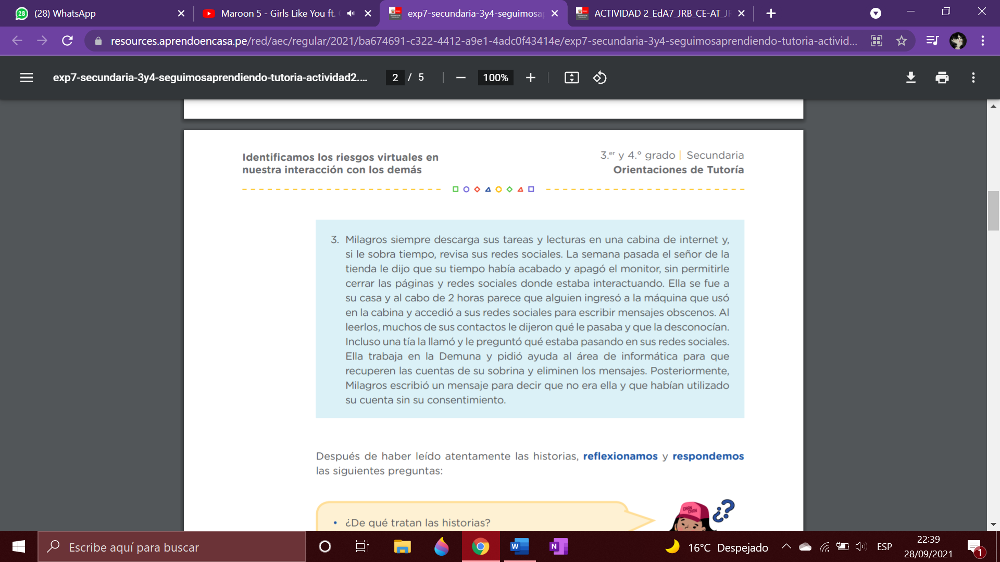 (28) WhatsApp
Maroon 5 - Girls Like You ft.
exp7-secundaria-3y4-seguimosap
ACTIVIDAD 2_EdA7_JRB_CE-AT_JR
resources.aprendoencasa.pe/red/aec/regular/2021/ba674691-c322-4412-a9e1-4adc0f43414e/exp7-secundaria-3y4-seguimosaprendiendo-tutoria-activid...
exp7-secundaria-3y4-seguimosaprendiendo-tutoria-actividad2....
2 / 5
100%
Identificamos los riesgos virtuales en
nuestra interacción con los demás
3.er y 4.° grado | Secundaria
Orientaciones de Tutoría
3. Milagros siempre descarga sus tareas y lecturas en una cabina de internet y,
si le sobra tiempo, revisa sus redes sociales. La semana pasada el señor de la
tienda le dijo que su tiempo había acabado y apagó el monitor, sin permitirle
cerrar las páginas y redes sociales donde estaba interactuando. Ella se fue a
su casa y al cabo de 2 horas parece que alguien ingresó a la máquina que usó
en la cabina y accedió a sus redes sociales para escribir mensajes obscenos. Al
leerlos, muchos de sus contactos le dijeron qué le pasaba y que la desconocían.
Incluso una tía la llamó y le preguntó qué estaba pasando en sus redes sociales.
Ella trabaja en la Demuna y pidió ayuda al área de informática para que
recuperen las cuentas de su sobrina y eliminen los mensajes. Posteriormente,
Milagros escribió un mensaje para decir que no era ella y que habían utilizado
su cuenta sin su consentimiento.
Después de haber leído atentamente las historias, reflexionamos y respondemos
las siguientes preguntas:
• ¿De qué tratan las historias?
CHAN
CHAN
¿?
Escribe aquí para buscar
16°C Despejado
ESP
22:39
28/09/2021
1